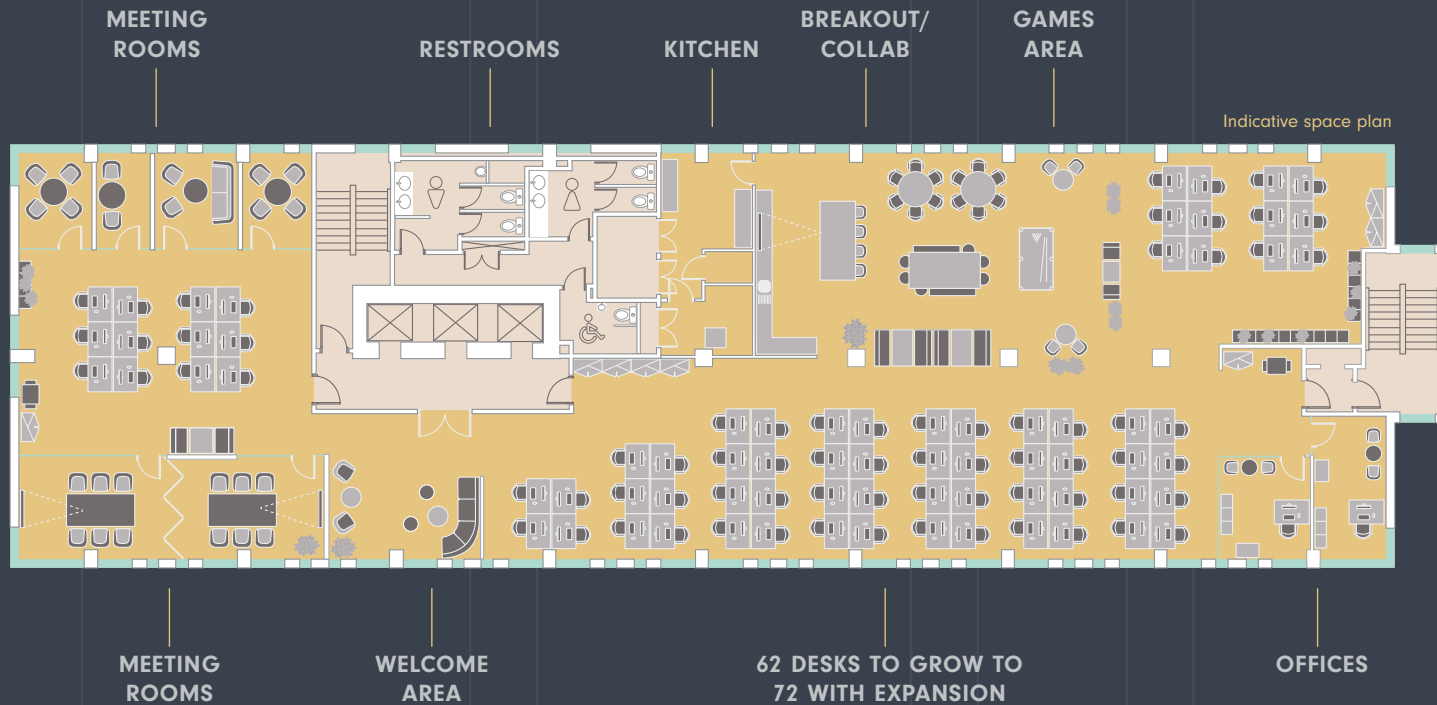 MEETING
ROOMS
RESTROOMS
KITCHEN
BREAKOUT/
COLLAB
GAMES
AREA
Indicative space plan
MEETING
ROOMS
WELCOME
AREA
62 DESKS TO GROW TO
72 WITH EXPANSION
OFFICES